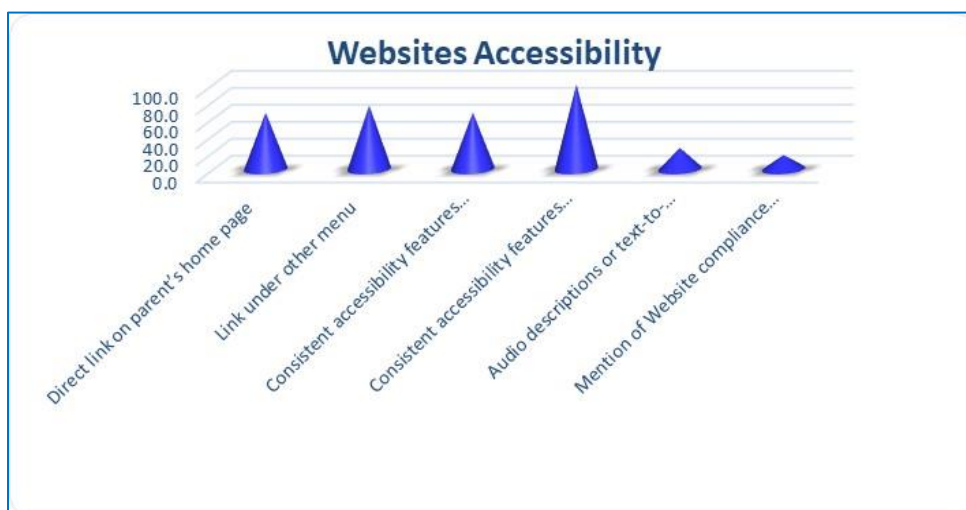 Websites Accessibility
100.0
80.0
60.0
40.0
20.0
0.0
Direct link on parent's home page
Link under other menu
Consistent accessibility features...
Consistent accessibility features...
Audio descriptions or text-to-...
Mention of Website compliance...